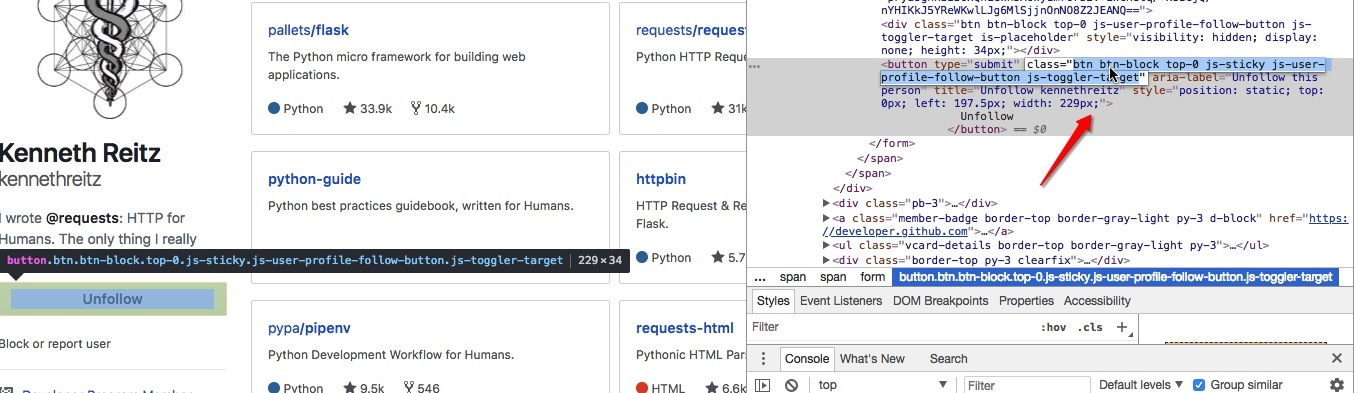 Kenneth Reitz
kennethreitz
I wrote @requests: HTTP for
Humans. The only thing I really
button.btn.btn-block.top-0.js-sticky.js-user-profile-follow-button.js-toggler-target 229×34
Unfollow
Block or report user
pallets/flask
The Python micro framework for building web
applications.
Python 33.9k 10.4k
python-guide
Python best practices guidebook, written for Humans.
pypa/pipenv
Python Development Workflow for Humans.
Python 9.5k 546
requests/reques
Python HTTP Reque
Python 31k
httpbin
HTTP Request & Re
Flask.
Python 5.7
requests-html
Pythonic HTML Pars
HTML 6.6k
nYHIKkJ5YReWKwlLJg6MlSjjnOnNO8Z2JEANQ==">
<div class="btn btn-block top-0 js-user-profile-follow-button js-
toggler-target is-placeholder" style="visibility: hidden; display:
none; height: 34px;"></div>
… <button type="submit" class="btn btn-block top-0 js-sticky js-user-
profile-follow-button js-toggler-target" aria-label="Unfollow this
person" title="Unfollow kennethreitz" style="position: static; top:
0px; left: 197.5px; width: 229px;">
Unfollow
</button> == $0
</form>
</span>
</span>
</div>
<div class="pb-3">…</div>
<a class="member-badge border-top border-gray-light py-3 d-block" href="https:
//developer.github.com">…</a>
<ul class="vcard-details border-top border-gray-light py-3">…</ul>
<div class="border-top py-3 clearfix">…</div>
... span span form button.btn.btn-block.top-0.js-sticky.js-user-profile-follow-button.js-toggler-target
Styles Event Listeners DOM Breakpoints Properties Accessibility
Filter :hov .cls +
Console What's New Search
top Filter Default levels Group similar